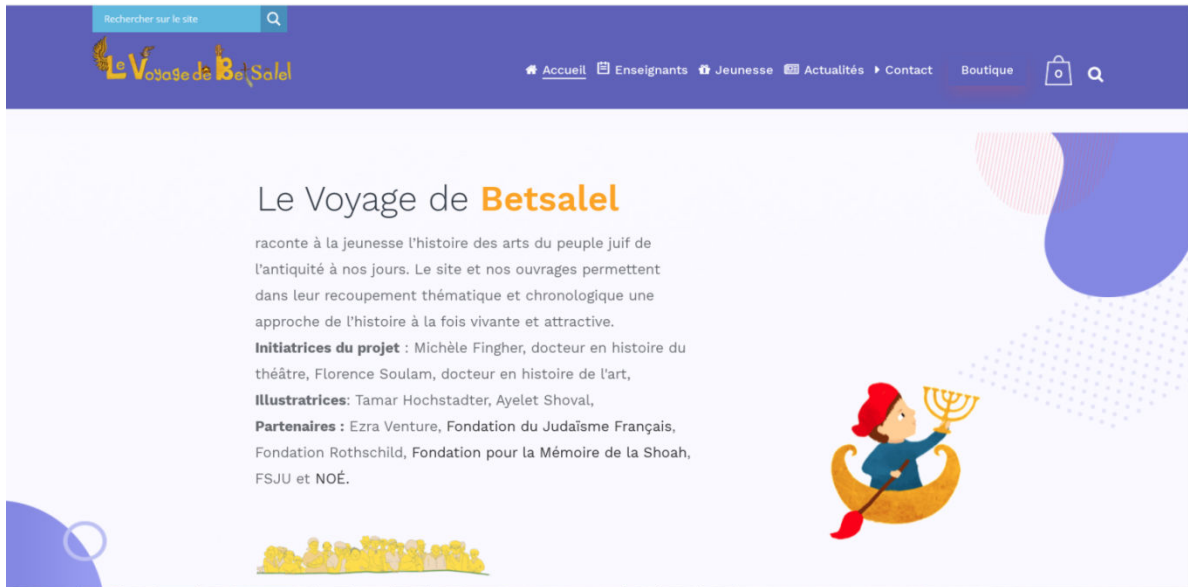 Rechercher sur le site
Le Voyage de BetSalel
Accueil Enseignants Jeunesse Actualités Contact Boutique 0
Le Voyage de Betsalel
raconte à la jeunesse l'histoire des arts du peuple juif de
l'antiquité à nos jours. Le site et nos ouvrages permettent
dans leur recoupement thématique et chronologique une
approche de l'histoire à la fois vivante et attractive.
Initiatrices du projet : Michèle Fingher, docteur en histoire du
théâtre, Florence Soulam, docteur en histoire de l'art,
Illustratrices: Tamar Hochstadter, Ayelet Shoval,
Partenaires : Ezra Venture, Fondation du Judaïsme Français,
Fondation Rothschild, Fondation pour la Mémoire de la Shoah,
FSJU et NOÉ.